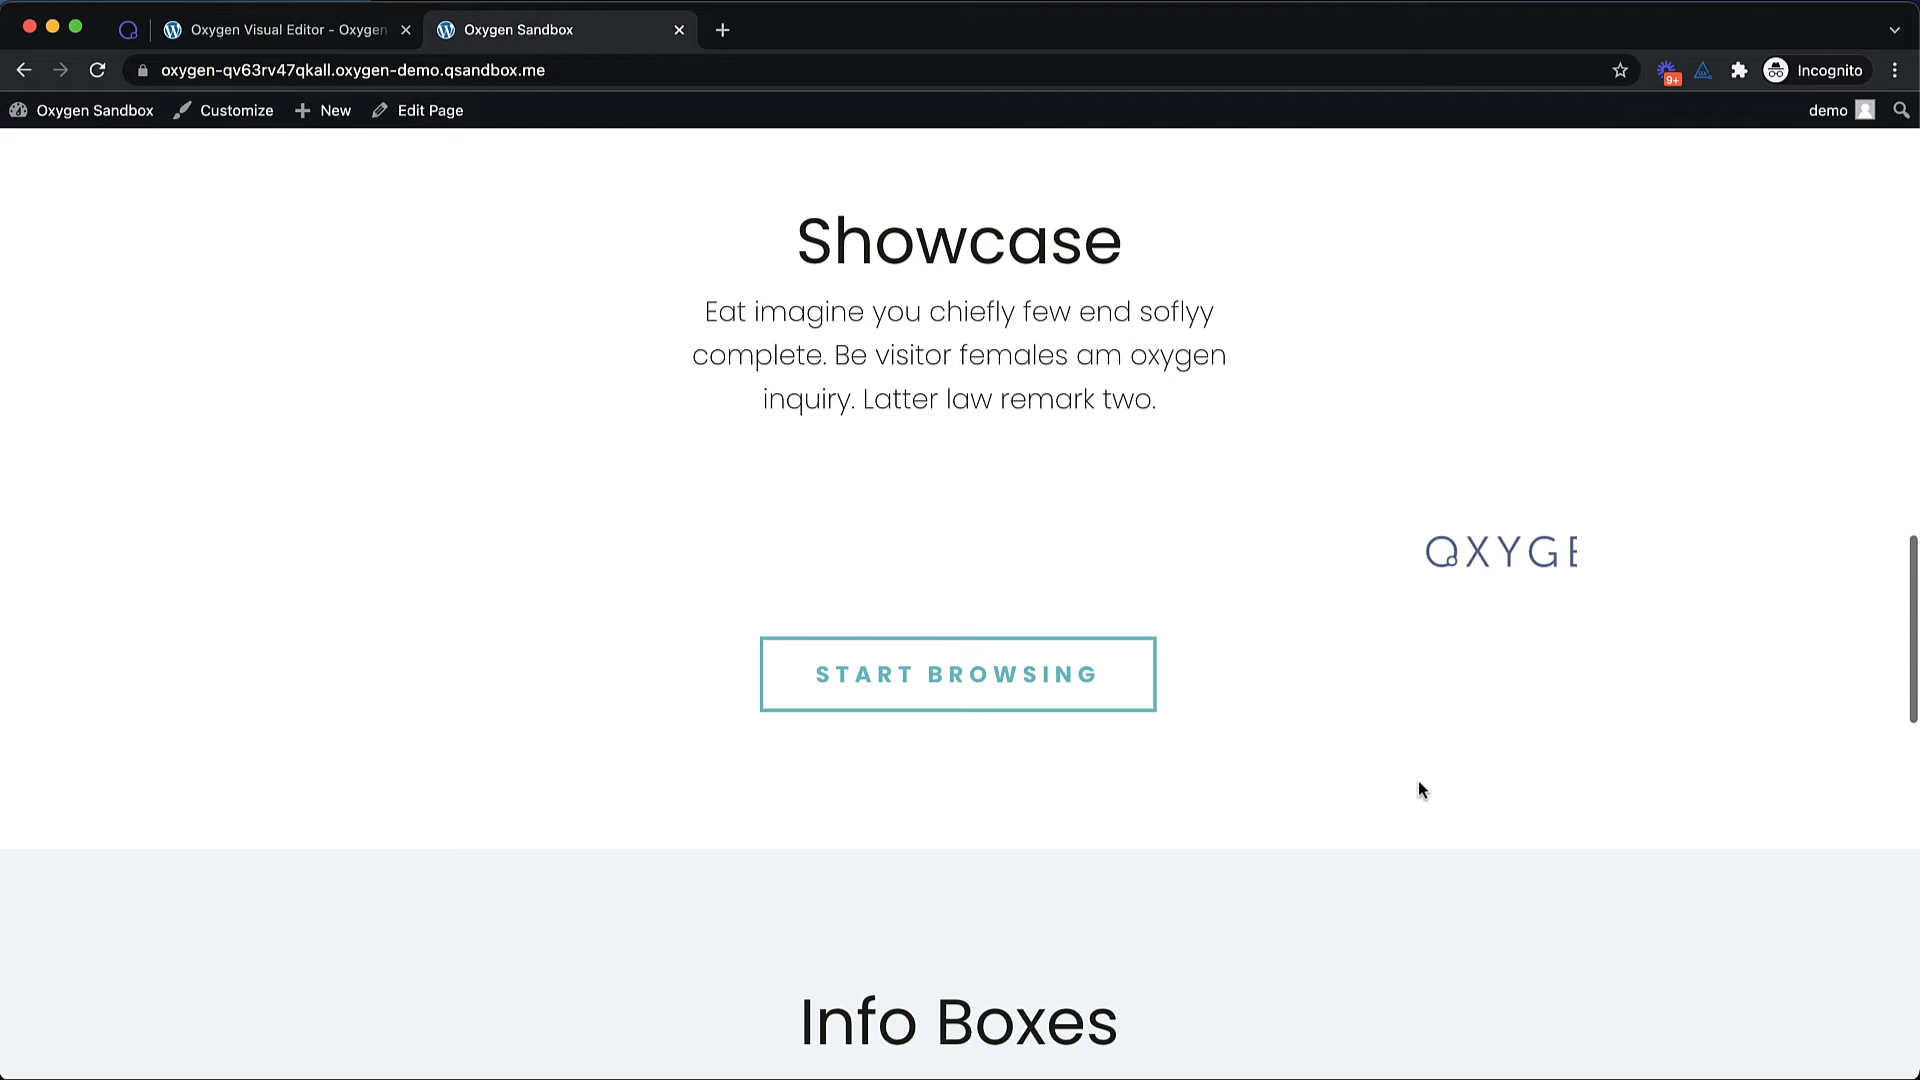 Oxygen Visual Editor - Oxygen
Oxygen Sandbox
oxygen-qv63rv47qkall.oxygen-demo.qsandbox.me
9+
Incognito
Oxygen Sandbox
Customize
New
Edit Page
demo
Showcase
Eat imagine you chiefly few end soflyy
complete. Be visitor females am oxygen
inquiry. Latter law remark two.
OXYGE
START BROWSING
Info Boxes